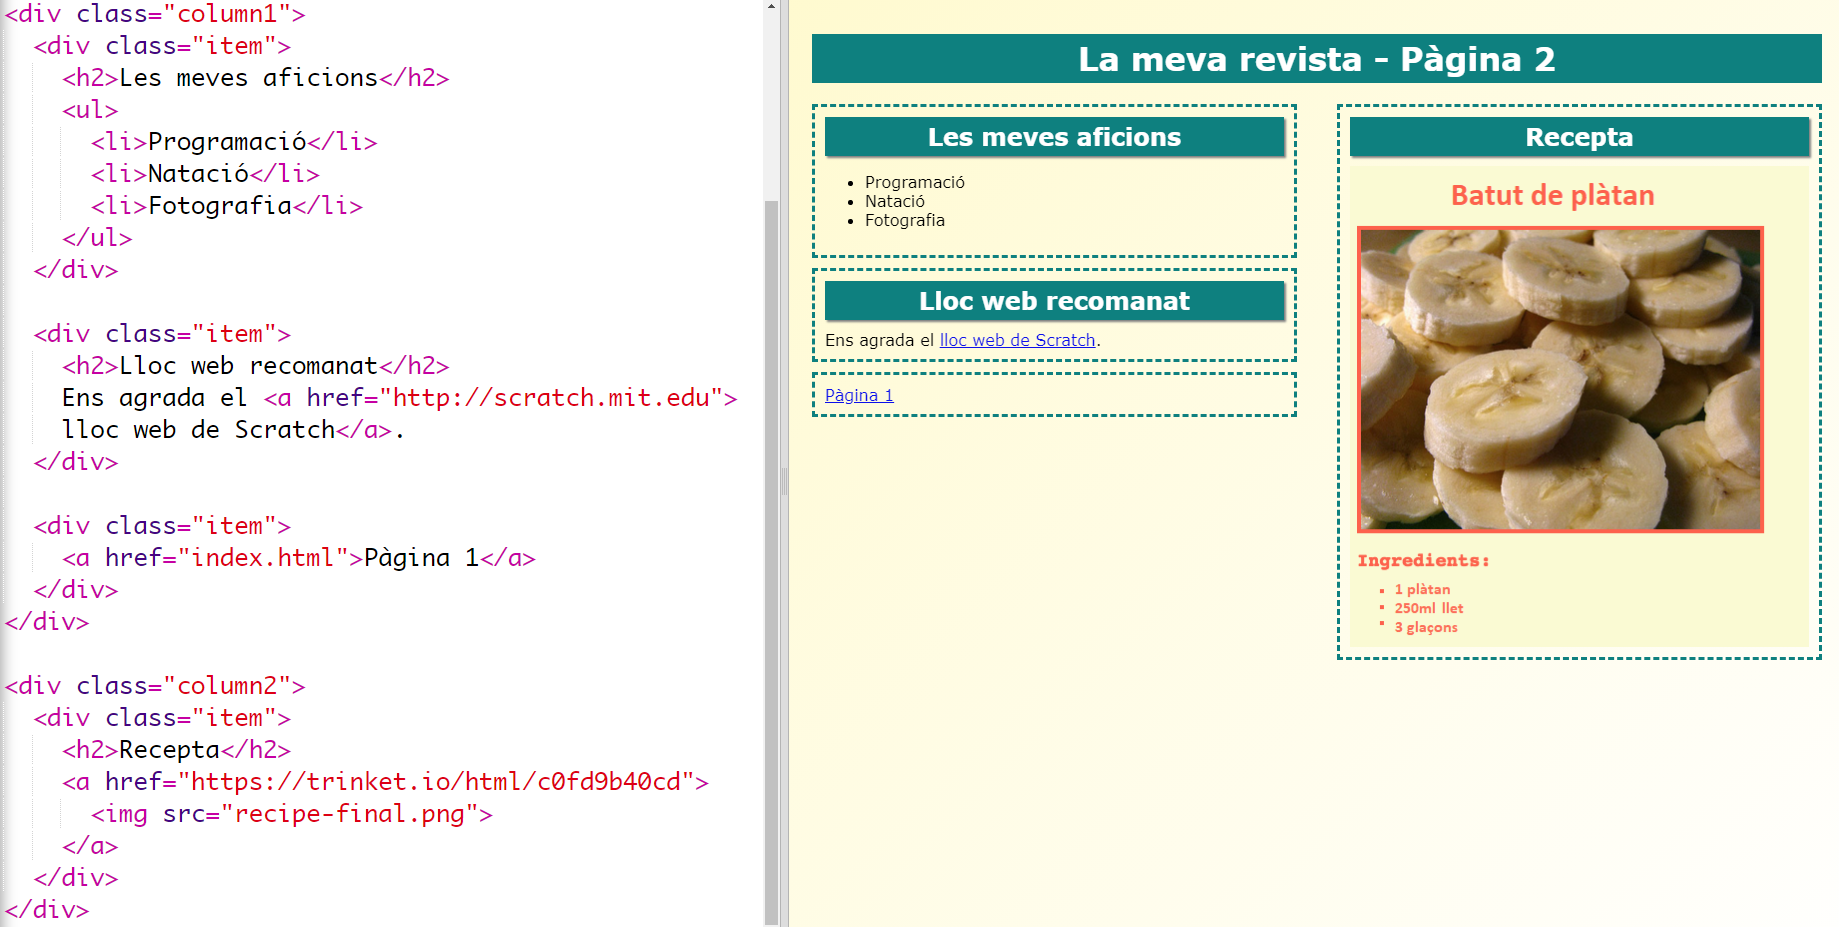 <div class="column1">
<div class="item">
<h2>Les meves aficions</h2>
<ul>
<li>Programació</li>
<li>Natació</li>
<li>Fotografia</li>
</ul>
</div>
<div class="item">
<h2>Lloc web recomanat</h2>
Ens agrada el <a href="http://scratch.mit.edu">
lloc web de Scratch</a>.
</div>
<div class="item">
<a href="index.html">Pàgina 1</a>
</div>
</div>
<div class="column2">
<div class="item">
<h2>Recepta</h2>
<a href="https://trinket.io/html/c0fd9b40cd">
<img src="recipe-final.png">
</a>
</div>
</div>
La meva revista - Pàgina 2
Les meves aficions
Programació
Natació
Fotografia
Lloc web recomanat
Ens agrada el lloc web de Scratch.
Pàgina 1
Recepta
Batut de plàtan
Ingredients:
1 plàtan
250ml llet
3 glaçons